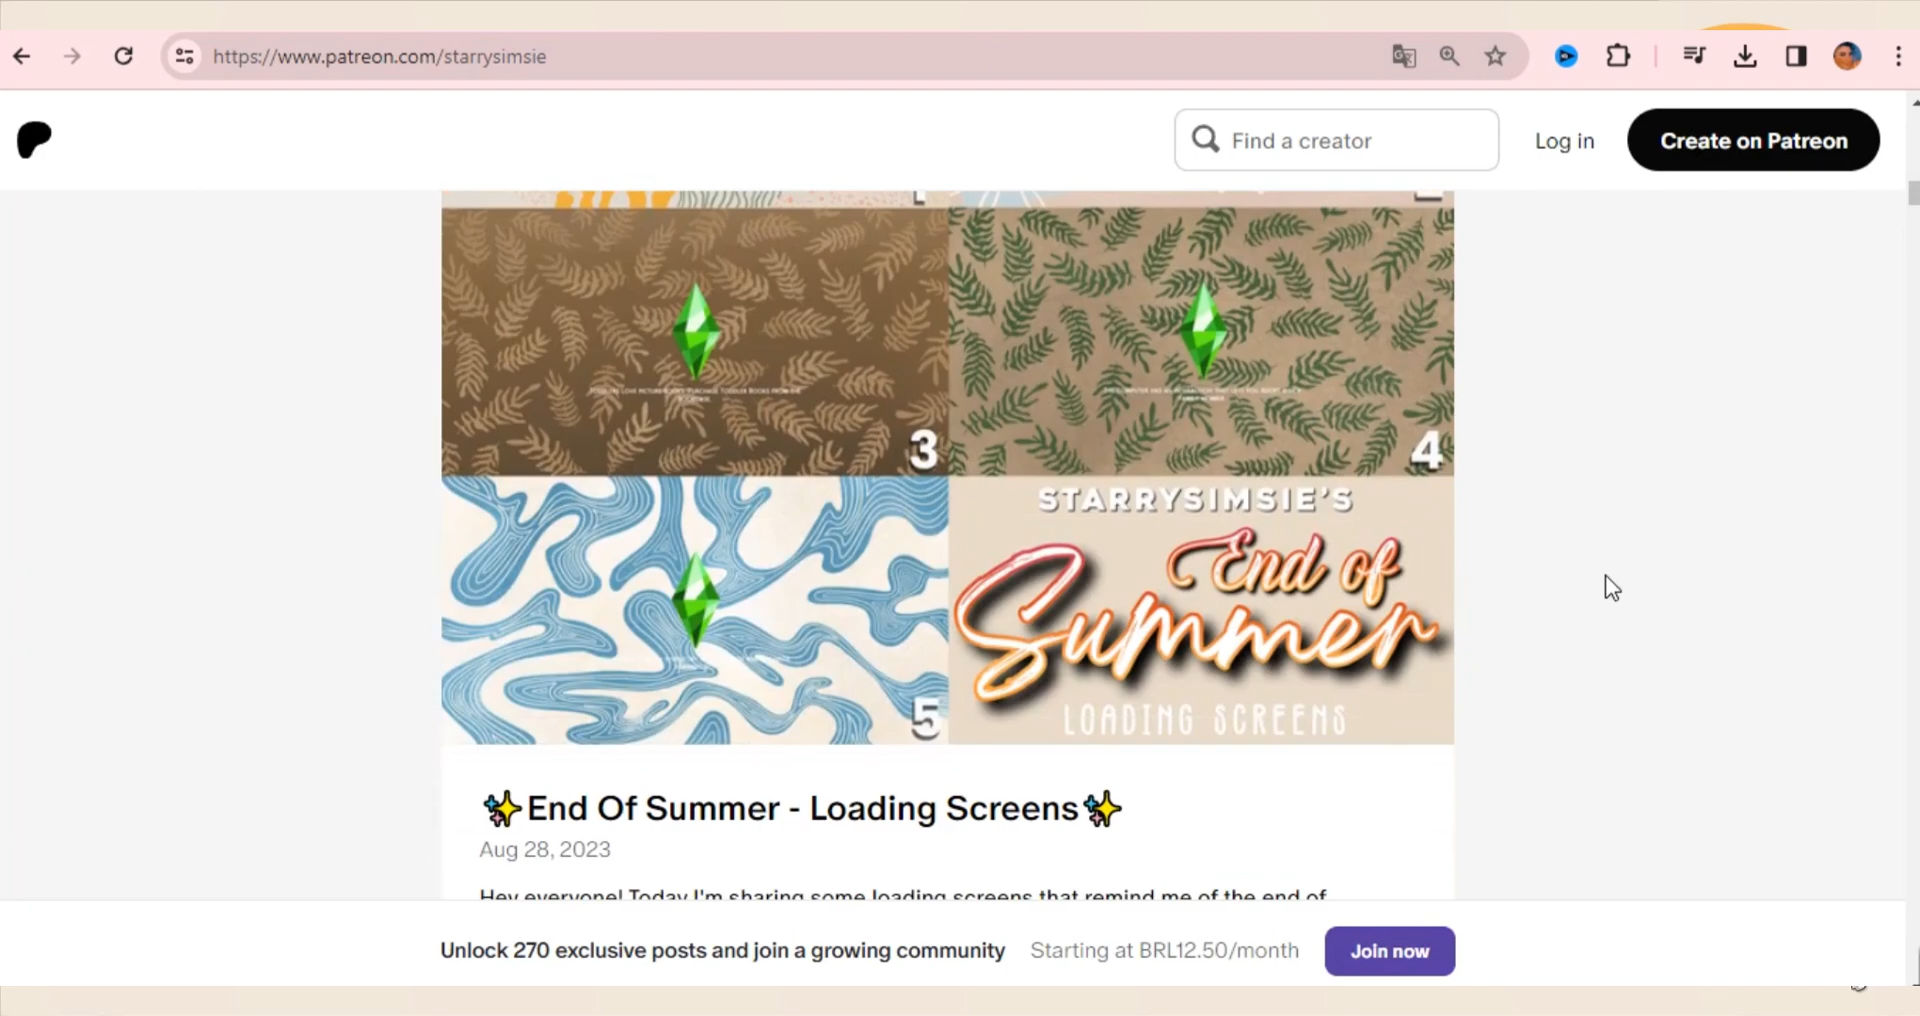 https://www.patreon.com/starrysimsie
Find a creator
Log in
Create on Patreon
3
4
5
STARRYSIMSIE'S
End of
Summer
LOADING SCREENS
✨End Of Summer - Loading Screens✨
Aug 28, 2023
Hey everyone! Today I'm sharing some loading screens that remind me of the end of
Unlock 270 exclusive posts and join a growing community
Starting at BRL12.50/month
Join now